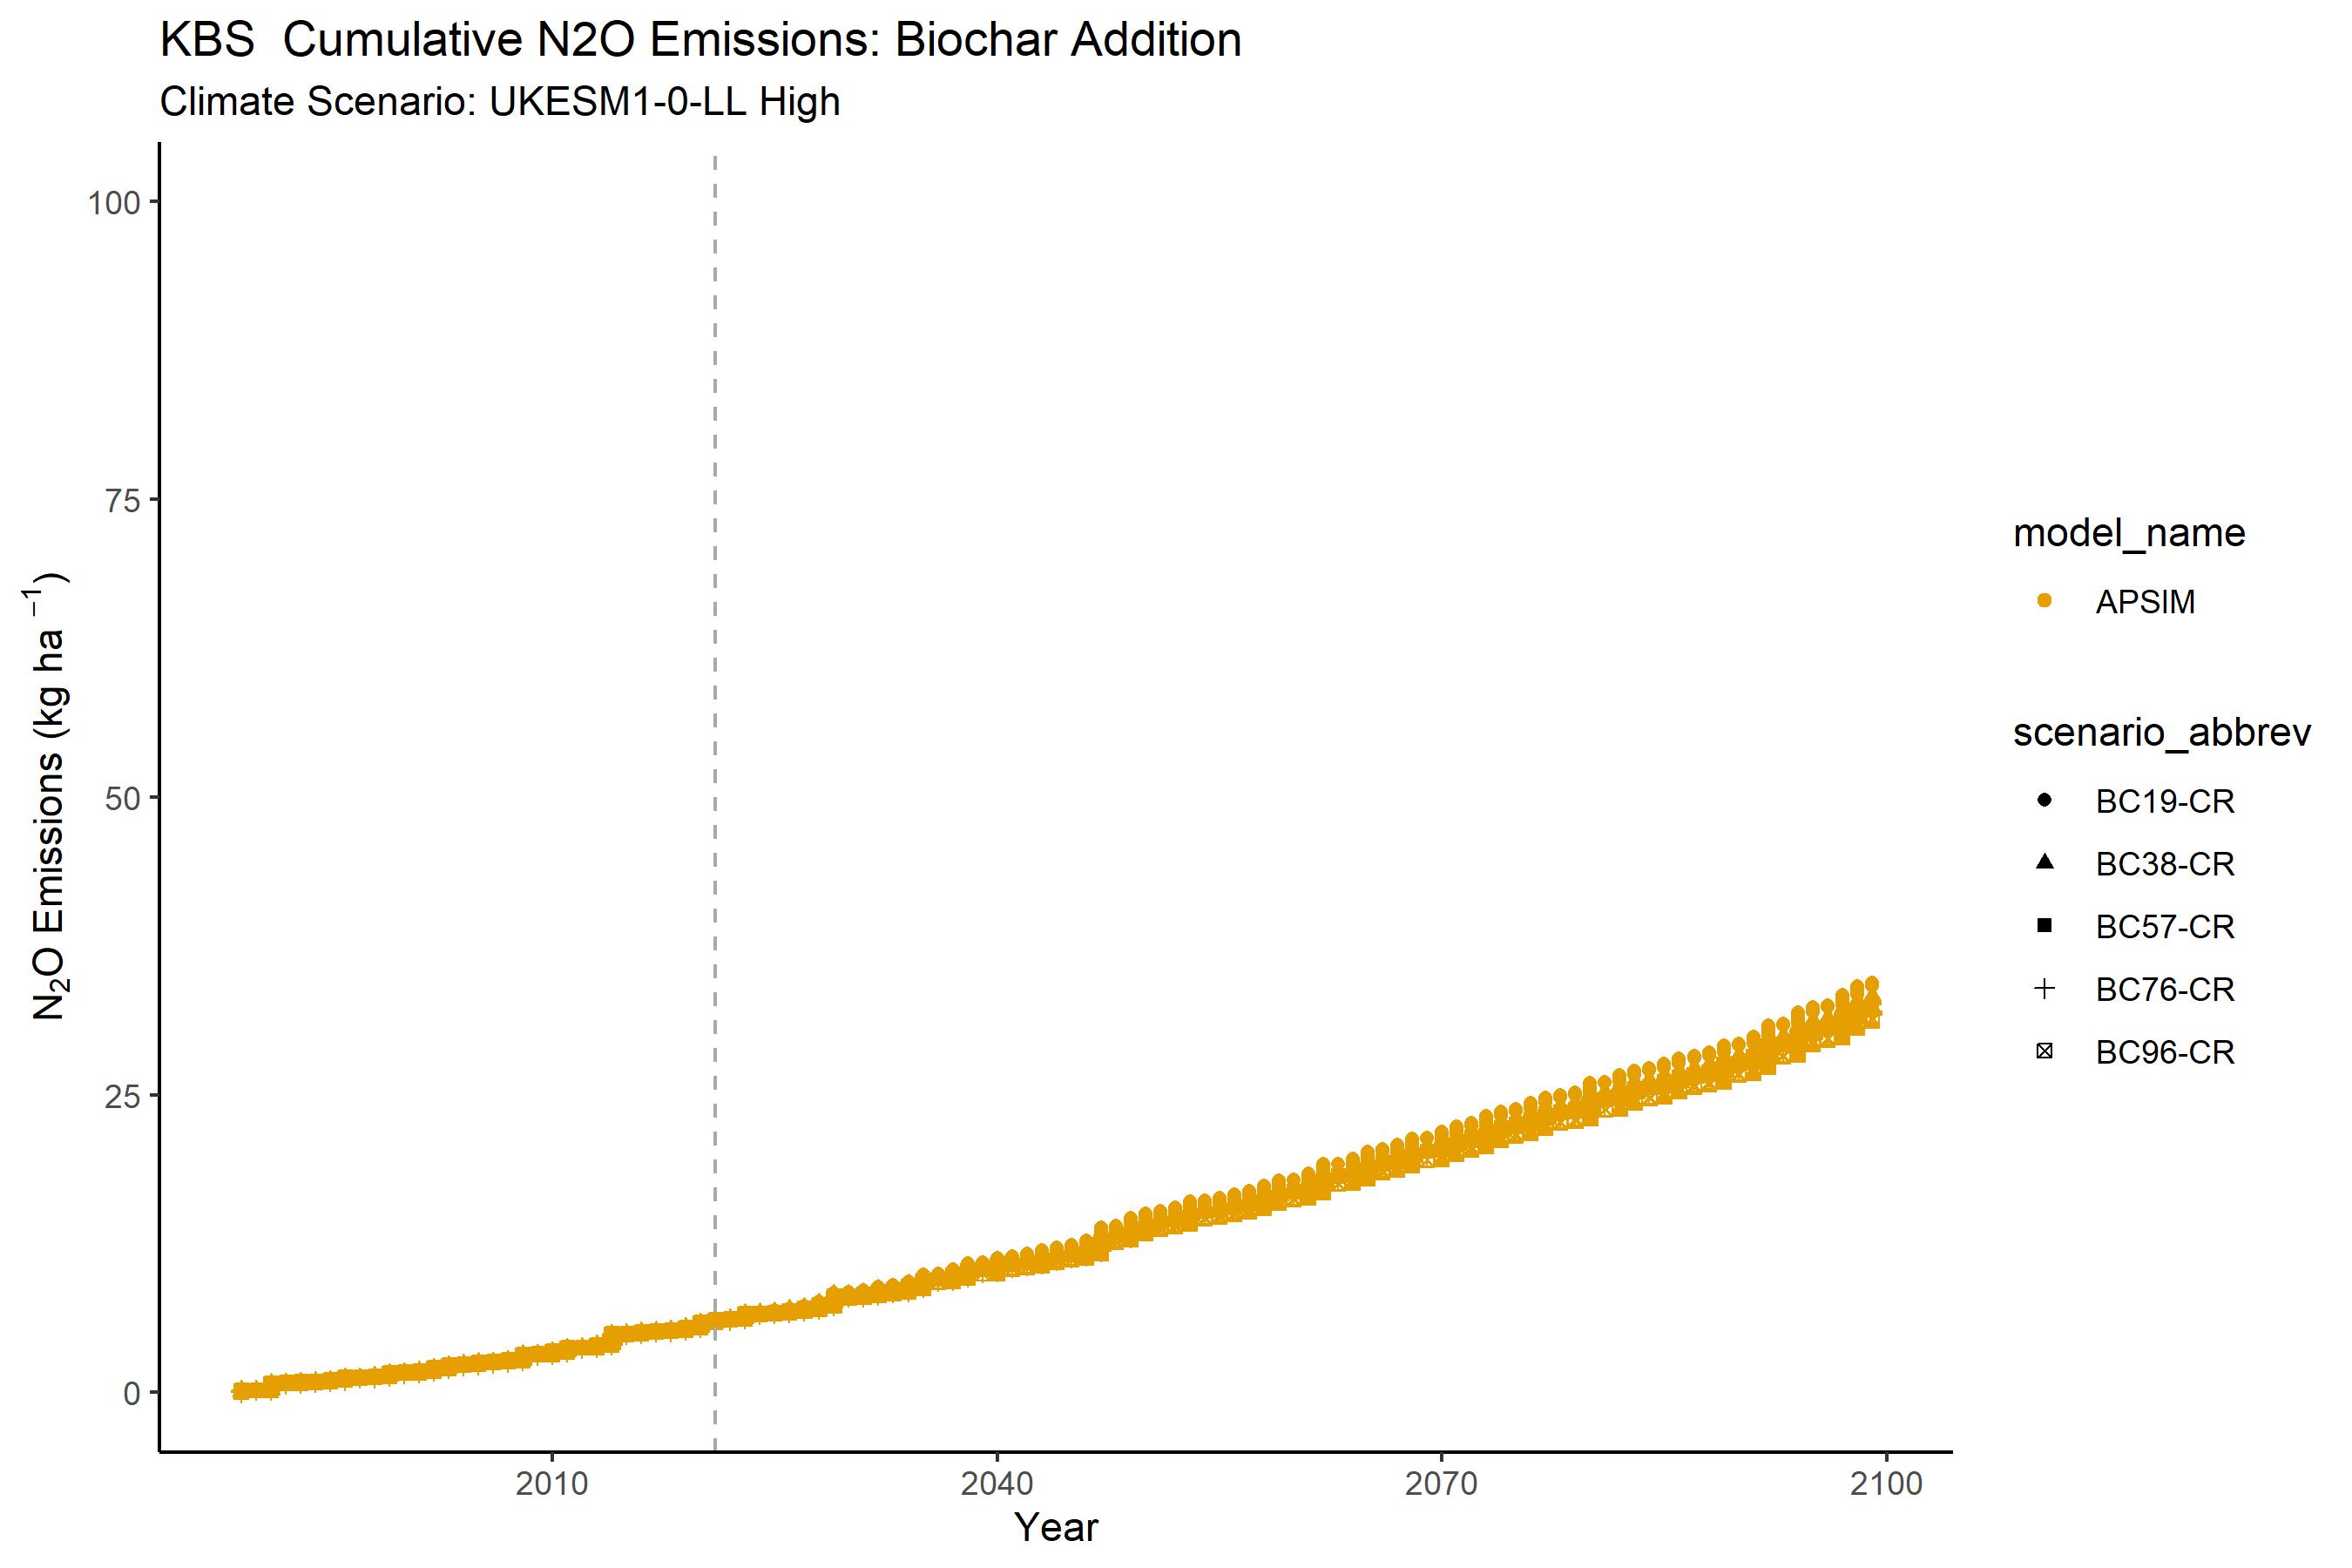 KBS  Cumulative N2O Emissions: Biochar Addition
Climate Scenario: UKESM1-0-LL High
N₂O Emissions (kg ha ⁻¹)
100
75
50
25
0
2010
2040
2070
2100
Year
model_name
APSIM
scenario_abbrev
BC19-CR
BC38-CR
BC57-CR
BC76-CR
BC96-CR